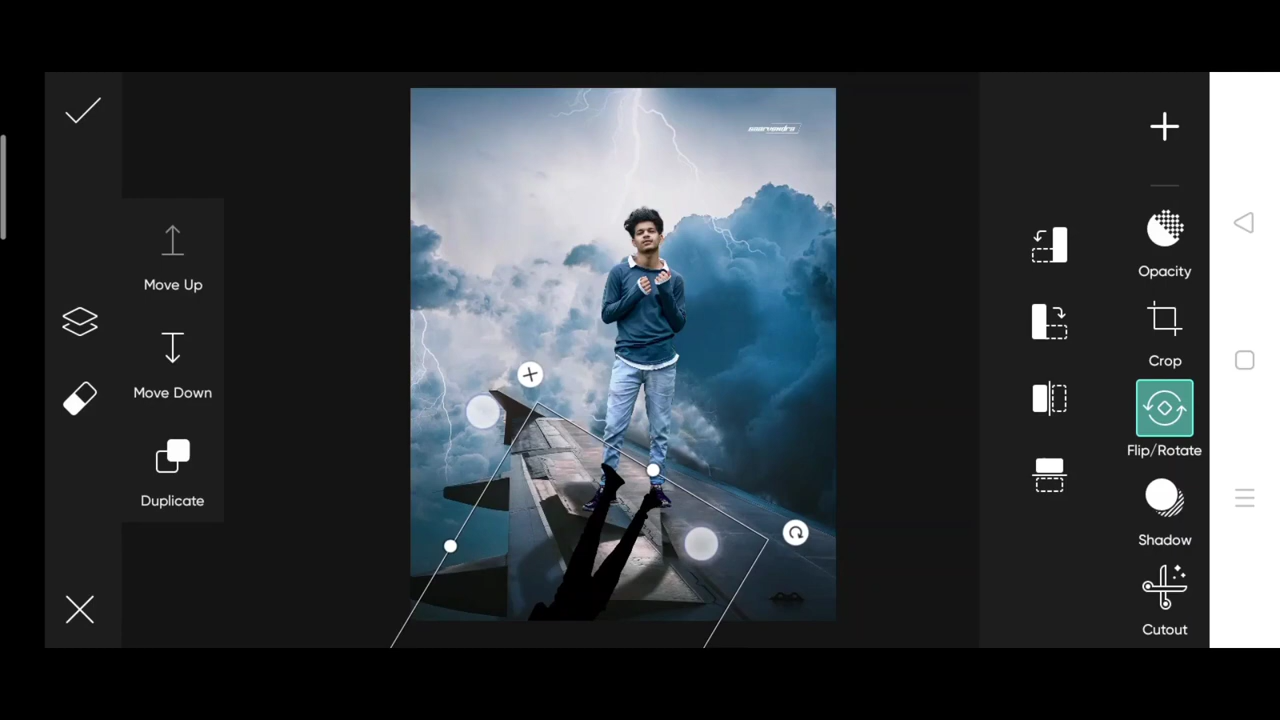 Move Up
Move Down
Duplicate
Opacity
Crop
Flip/Rotate
Shadow
Cutout